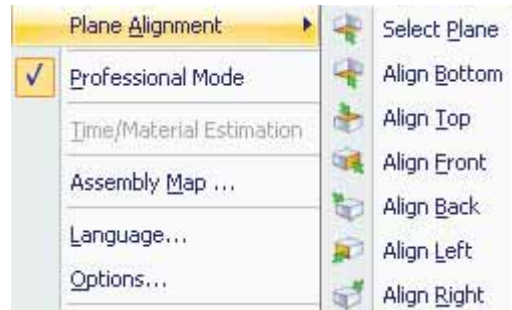 Plane Alignment
Professional Mode
Time/Material Estimation
Assembly Map ...
Language...
Options...
Select Plane
Align Bottom
Align Top
Align Front
Align Back
Align Left
Align Right